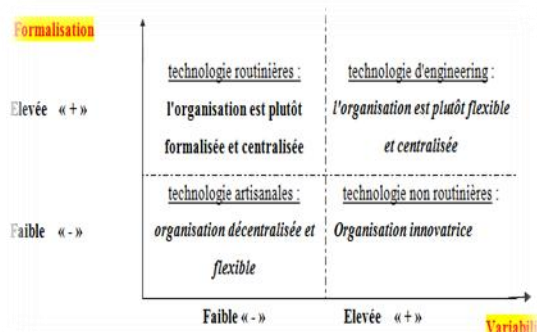 Formalisation
technologie routinières :
technologie d'engineering :
Elevée « + »
l'organisation est plutôt
l'organisation est plutôt flexible
formalisée et centralisée
et centralisée
technologie artisanales :
technologie non routinières :
Faible « - »
organisation décentralisée et
Organisation innovatrice
flexible
Faible « - »
Elevée « + »